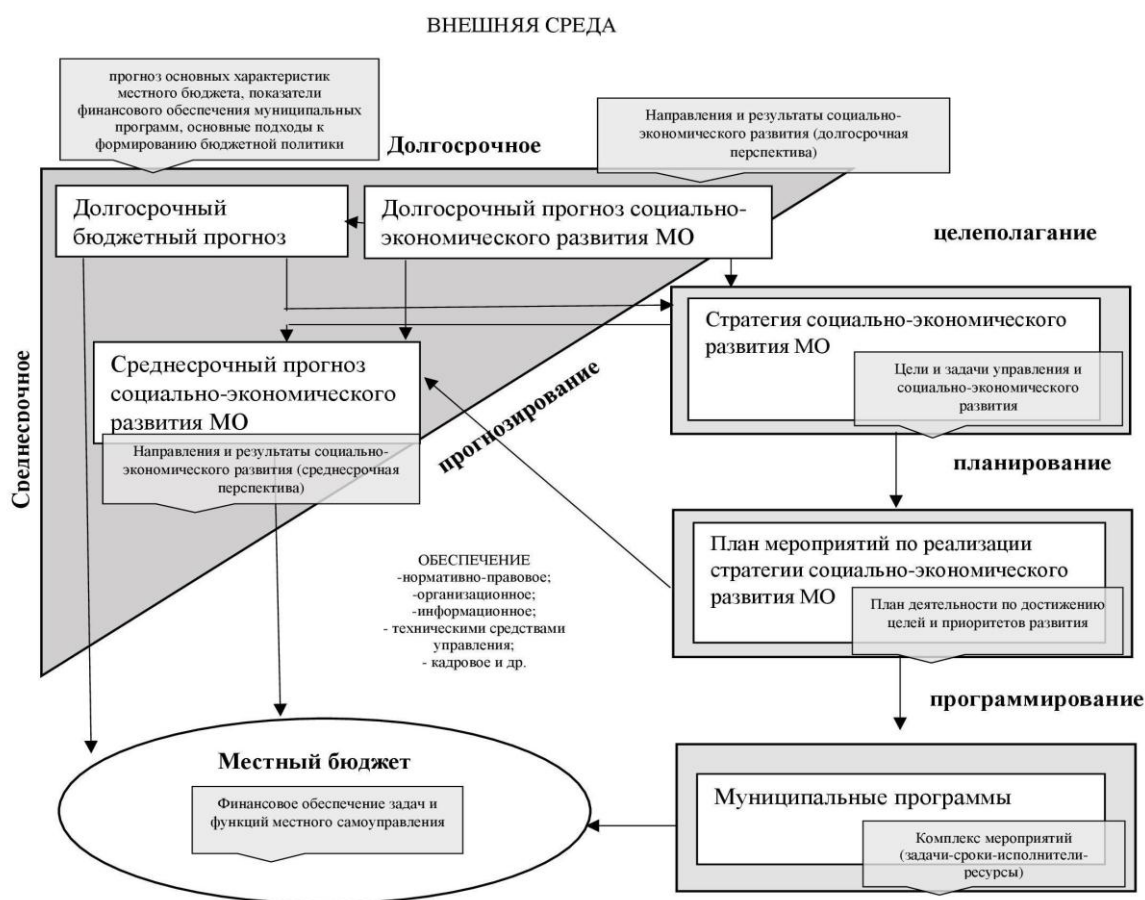 ВНЕШНЯЯ СРЕДА
прогноз основных характеристик
местного бюджета, показатели
финансового обеспечения муниципальных
программ, основные подходы к
формированию бюджетной политики
Долгосрочное
Направления и результаты социально-
экономического развития (долгосрочная
перспектива)
Долгосрочный
бюджетный прогноз
Долгосрочный прогноз социально-
экономического развития МО
целеполагание
Стратегия социально-экономического
развития МО
Цели и задачи управления и
социально-экономического
развития
Среднесрочное
Среднесрочный прогноз
социально-экономического
развития МО
Направления и результаты социально-
экономического развития (среднесрочная
перспектива)
прогнозирование
планирование
План мероприятий по реализации
стратегии социально-экономического
развития МО
План деятельности по достижению
целей и приоритетов развития
ОБЕСПЕЧЕНИЕ
-нормативно-правовое;
-организационное;
-информационное;
- техническими средствами
управления;
- кадровое и др.
программирование
Местный бюджет
Финансовое обеспечение задач и
функций местного самоуправления
Муниципальные программы
Комплекс мероприятий
(задачи-сроки-исполнители-
ресурсы)